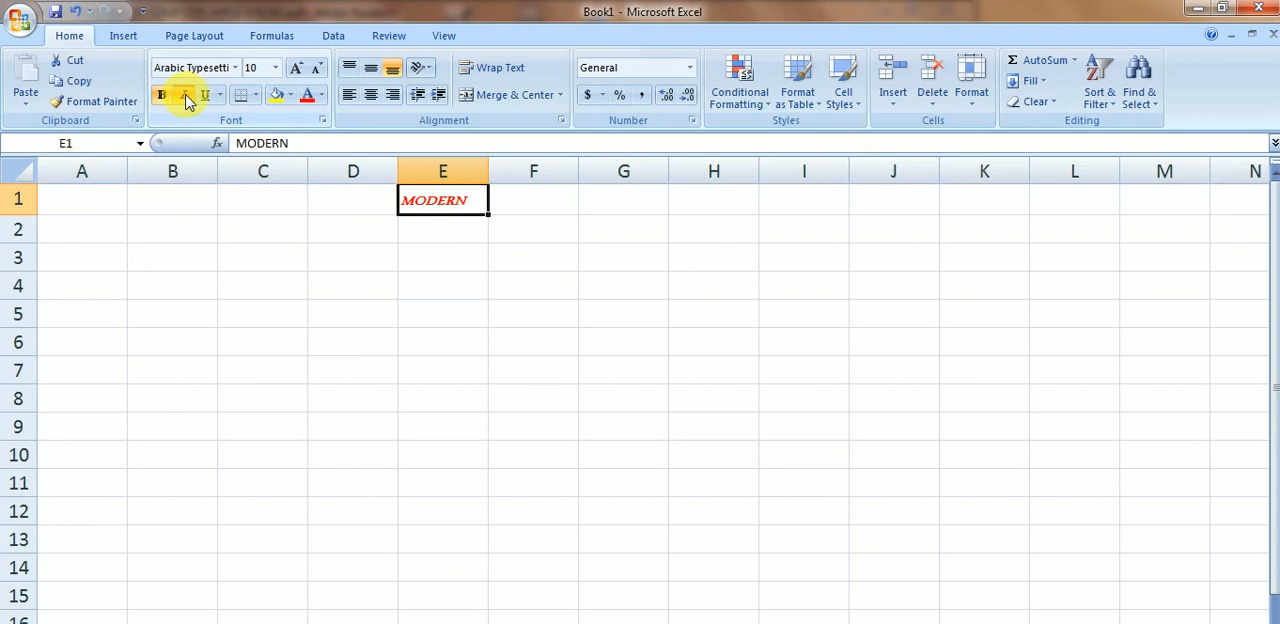 Book1 - Microsoft Excel
Home Insert Page Layout Formulas Data Review View
Paste
Cut
Copy
Format Painter
Clipboard
Arabic Typesetti 10
B I U
Font
Wrap Text
Merge & Center
Alignment
General
$ % ,
Number
Conditional Formatting
Format as Table
Cell Styles
Styles
Insert Delete Format
Cells
Σ AutoSum
Fill
Clear
Sort & Filter
Find & Select
Editing
E1 fx MODERN
A B C D E F G H I J K L M N
1 MODERN
2
3
4
5
6
7
8
9
10
11
12
13
14
15
16